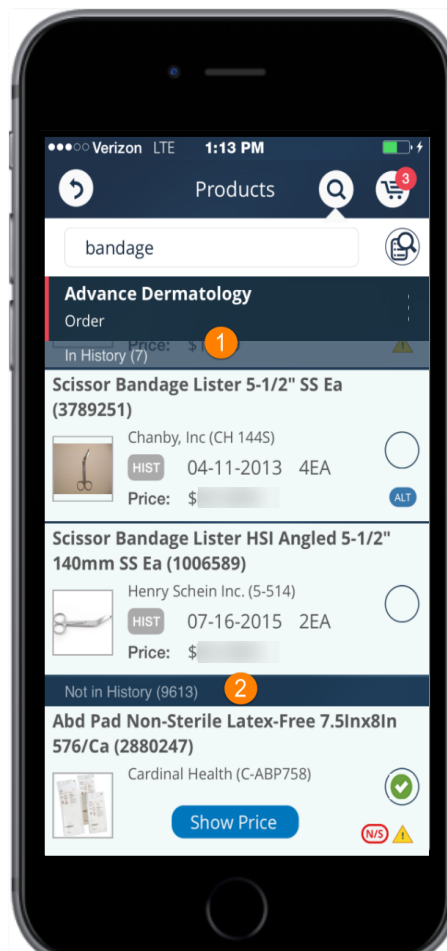 Verizon LTE 1:13 PM
Products
3
bandage
Advance Dermatology
Order
Price: $
1
In History (7)
Scissor Bandage Lister 5-1/2" SS Ea
(3789251)
Chanby, Inc (CH 144S)
HIST 04-11-2013 4EA
Price: $
ALT
Scissor Bandage Lister HSI Angled 5-1/2"
140mm SS Ea (1006589)
Henry Schein Inc. (5-514)
HIST 07-16-2015 2EA
Price: $
Not in History (9613)
2
Abd Pad Non-Sterile Latex-Free 7.5Inx8In
576/Ca (2880247)
Cardinal Health (C-ABP758)
Show Price
N/S